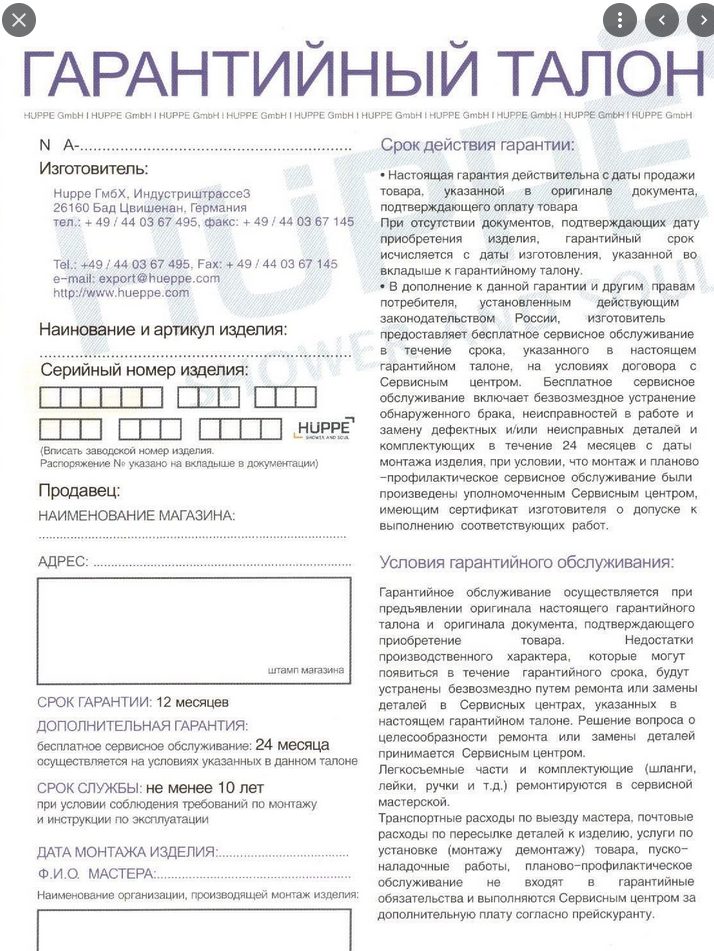 ГАРАНТИЙНЫЙ ТАЛОН
HUPPE GmbH I HUPPE GmbH I HUPPE GmbH I HUPPE GmbH I HUPPE GmbH I HUPPE GmbH I HUPPE GmbH I HUPPE GmbH I HUPPE GmbH I HUPPE GmbH
N A-
Изготовитель:
Huppe ГмбХ, Индустриштрассе3
26160 Бад Цвишенан, Германия
тел.: + 49 / 44 03 67 495, факс: + 49 / 44 03 67 145
Tel.: +49 / 44 03 67 495, Fax: + 49 / 44 03 67 145
e-mail: export@hueppe.com
http://www.hueppe.com
Наинование и артикул изделия:
Серийный номер изделия:
HÜPPE
SHOWER AND SOUL
(Вписать заводской номер изделия.
Распоряжение № указано на вкладыше в документации)
Продавец:
НАИМЕНОВАНИЕ МАГАЗИНА:
АДРЕС:
штамп магазина
СРОК ГАРАНТИИ: 12 месяцев
ДОПОЛНИТЕЛЬНАЯ ГАРАНТИЯ:
бесплатное сервисное обслуживание: 24 месяца
осуществляется на условиях указанных в данном талоне
СРОК СЛУЖБЫ: не менее 10 лет
при условии соблюдения требований по монтажу
и инструкции по эксплуатации
ДАТА МОНТАЖА ИЗДЕЛИЯ:
Ф.И.О. МАСТЕРА:
Наименование организации, производящей монтаж изделия:
Срок действия гарантии:
• Настоящая гарантия действительна с даты продажи
товара, указанной в оригинале документа,
подтверждающего оплату товара
При отсутствии документов, подтверждающих дату
приобретения изделия, гарантийный срок
исчисляется с даты изготовления, указанной во
вкладыше к гарантийному талону.
• В дополнение к данной гарантии и другим правам
потребителя, установленным действующим
законодательством России, изготовитель
предоставляет бесплатное сервисное обслуживание
в течение срока, указанного в настоящем
гарантийном талоне, на условиях договора с
Сервисным центром. Бесплатное сервисное
обслуживание включает безвозмездное устранение
обнаруженного брака, неисправностей в работе и
замену дефектных и/или неисправных деталей и
комплектующих в течение 24 месяцев с даты
монтажа изделия, при условии, что монтаж и планово
-профилактическое сервисное обслуживание были
произведены уполномоченным Сервисным центром,
имеющим сертификат изготовителя о допуске к
выполнению соответствующих работ.
Условия гарантийного обслуживания:
Гарантийное обслуживание осуществляется при
предъявлении оригинала настоящего гарантийного
талона и оригинала документа, подтверждающего
приобретение товара. Недостатки
производственного характера, которые могут
появиться в течение гарантийного срока, будут
устранены безвозмездно путем ремонта или замены
деталей в Сервисных центрах, указанных в
настоящем гарантийном талоне. Решение вопроса о
целесообразности ремонта или замены деталей
принимается Сервисным центром.
Легкосъемные части и комплектующие (шланги,
лейки, ручки и т.д.) ремонтируются в сервисной
мастерской.
Транспортные расходы по выезду мастера, почтовые
расходы по пересылке деталей к изделию, услуги по
установке (монтажу демонтажу) товара, пуско-
наладочные работы, планово-профилактическое
обслуживание не входят в гарантийные
обязательства и выполняются Сервисным центром за
дополнительную плату согласно прейскуранту.
HÜPPE
SHOWER AND SOUL